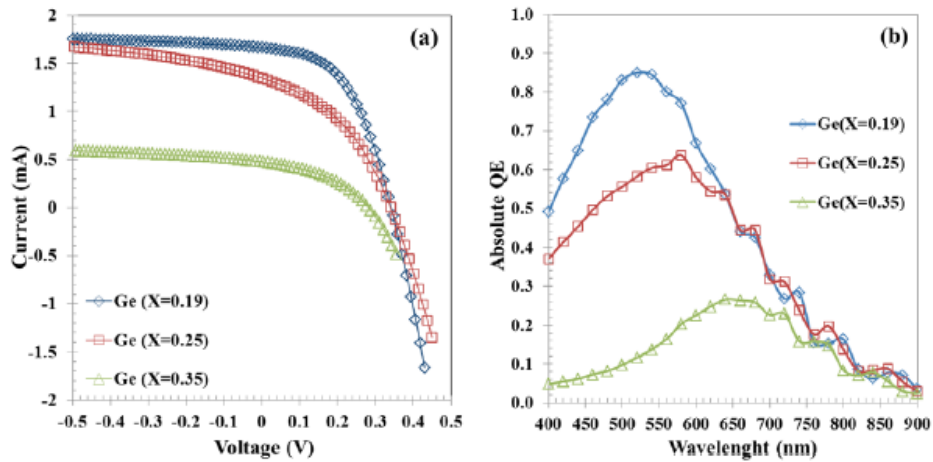 (a)
Current (mA)
2
1.5
1
0.5
0
-0.5
-1
-1.5
-2
Ge (X=0.19)
Ge (X=0.25)
Ge (X=0.35)
-0.5 -0.4 -0.3 -0.2 -0.1 0 0.1 0.2 0.3 0.4 0.5
Voltage (V)
(b)
Absolute QE
1.0
0.9
0.8
0.7
0.6
0.5
0.4
0.3
0.2
0.1
0.0
Ge(X=0.19)
Ge(X=0.25)
Ge(X=0.35)
400 450 500 550 600 650 700 750 800 850 900
Wavelenght (nm)